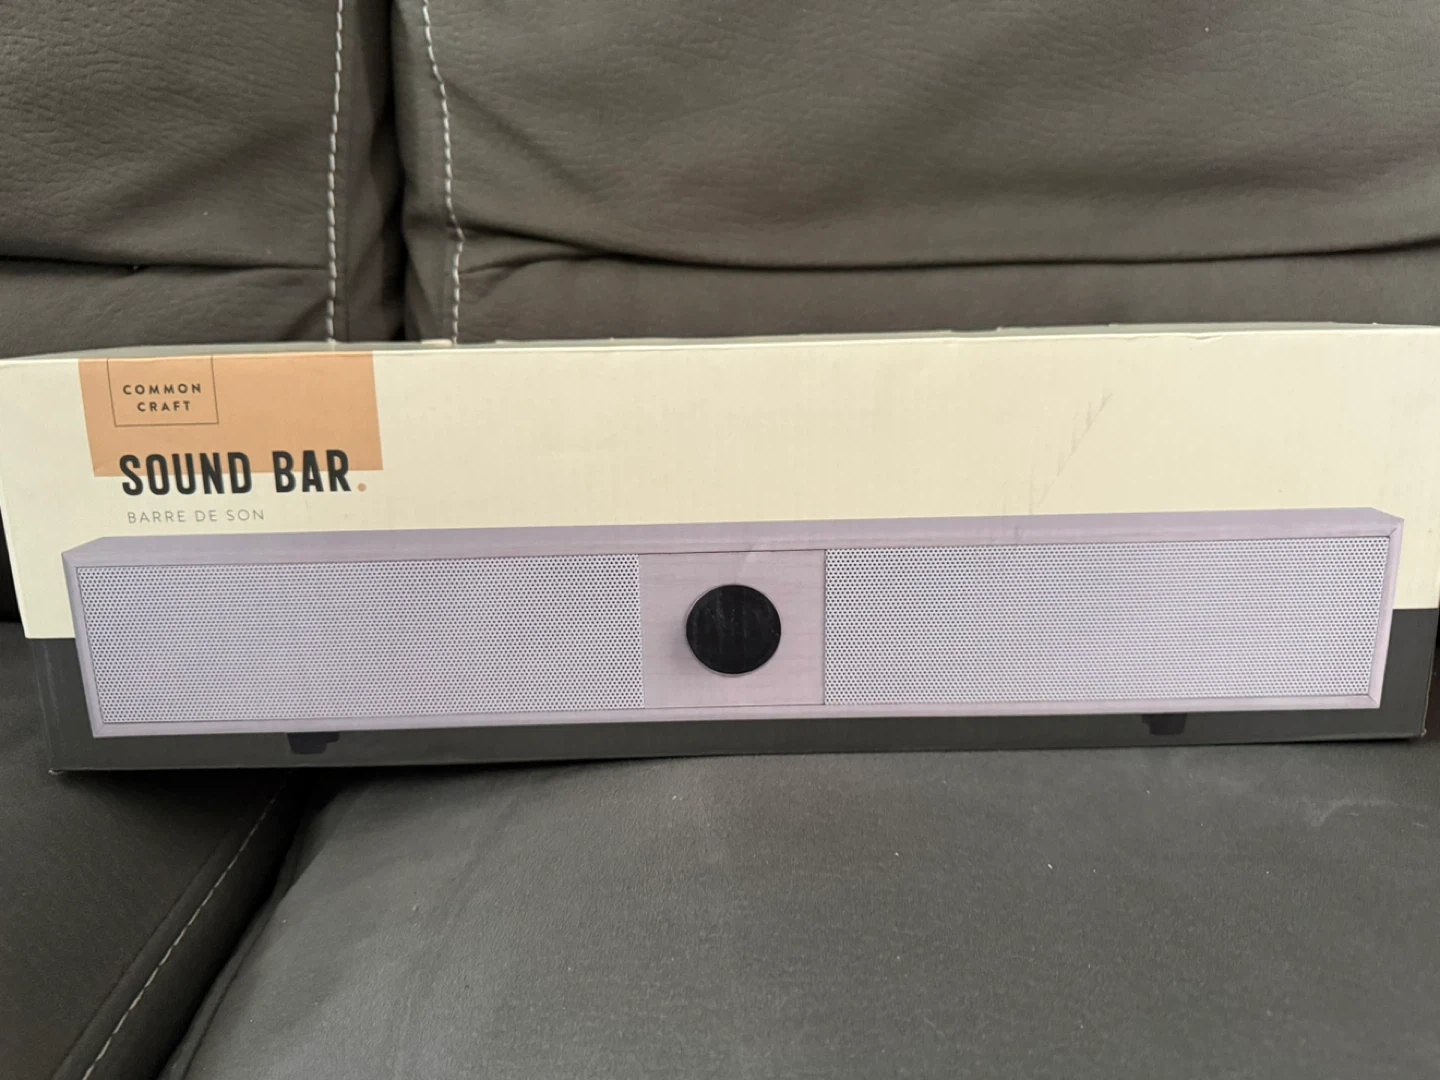 COMMON
CRAFT
SOUND BAR.
BARRE DE SON